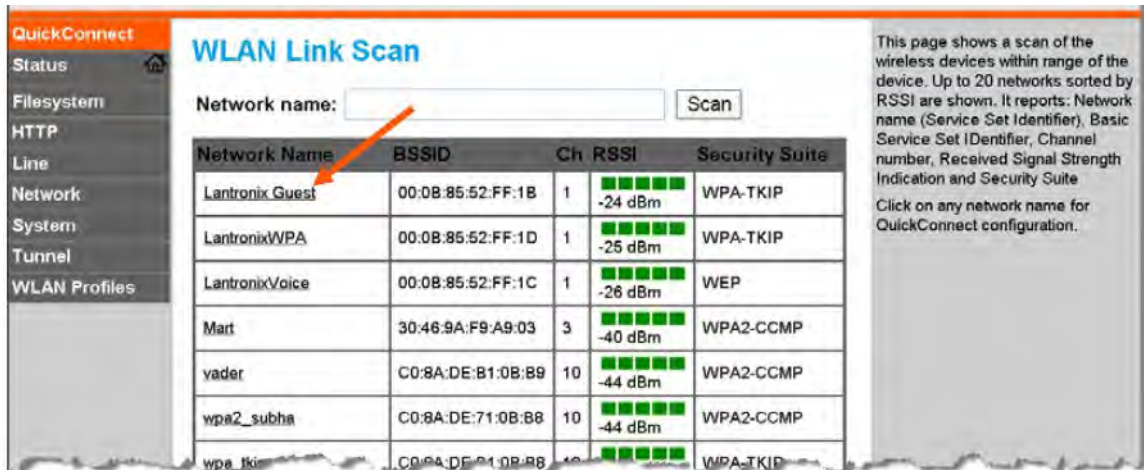 QuickConnect
Status
Filesystem
HTTP
Line
Network
System
Tunnel
WLAN Profiles
WLAN Link Scan
Network name: Scan
Network Name BSSID Ch RSSI Security Suite
Lantronix Guest 00:0B:85:52:FF:1B 1 -24 dBm WPA-TKIP
LantronixWPA 00:0B:85:52:FF:1D 1 -25 dBm WPA-TKIP
LantronixVoice 00:0B:85:52:FF:1C 1 -26 dBm WEP
Mart 30:46:9A:F9:A9:03 3 -40 dBm WPA2-CCMP
vader C0:8A:DE:B1:0B:B9 10 -44 dBm WPA2-CCMP
wpa2_subha C0:8A:DE:71:0B:B8 10 -44 dBm WPA2-CCMP
WPA-TKIP
This page shows a scan of the
wireless devices within range of the
device. Up to 20 networks sorted by
RSSI are shown. It reports: Network
name (Service Set Identifier), Basic
Service Set IDentifier, Channel
number, Received Signal Strength
Indication and Security Suite
Click on any network name for
QuickConnect configuration.